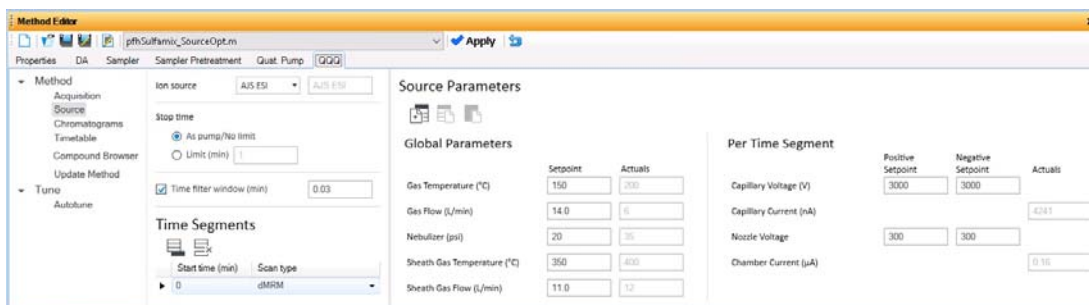 Method Editor
pfhSulfamix_SourceOpt.m
Apply
Properties DA Sampler Sampler Pretreatment Quat. Pump QQQ
Method
Acquisition
Source
Chromatograms
Timetable
Compound Browser
Update Method
Tune
Autotune
Ion source AJS ESI AJS ESI
Stop time
As pump/No limit
Limit (min) 1
Time filter window (min) 0.03
Time Segments
Start time (min) Scan type
0 dMRM
Source Parameters
Global Parameters
Setpoint Actuals
Gas Temperature (°C) 150 200
Gas Flow (L/min) 14.0 6
Nebulizer (psi) 20 35
Sheath Gas Temperature (°C) 350 400
Sheath Gas Flow (L/min) 11.0 12
Per Time Segment
Positive Setpoint Negative Setpoint Actuals
Capillary Voltage (V) 3000 3000
Capillary Current (nA) 4241
Nozzle Voltage 300 300
Chamber Current (µA) 0.16